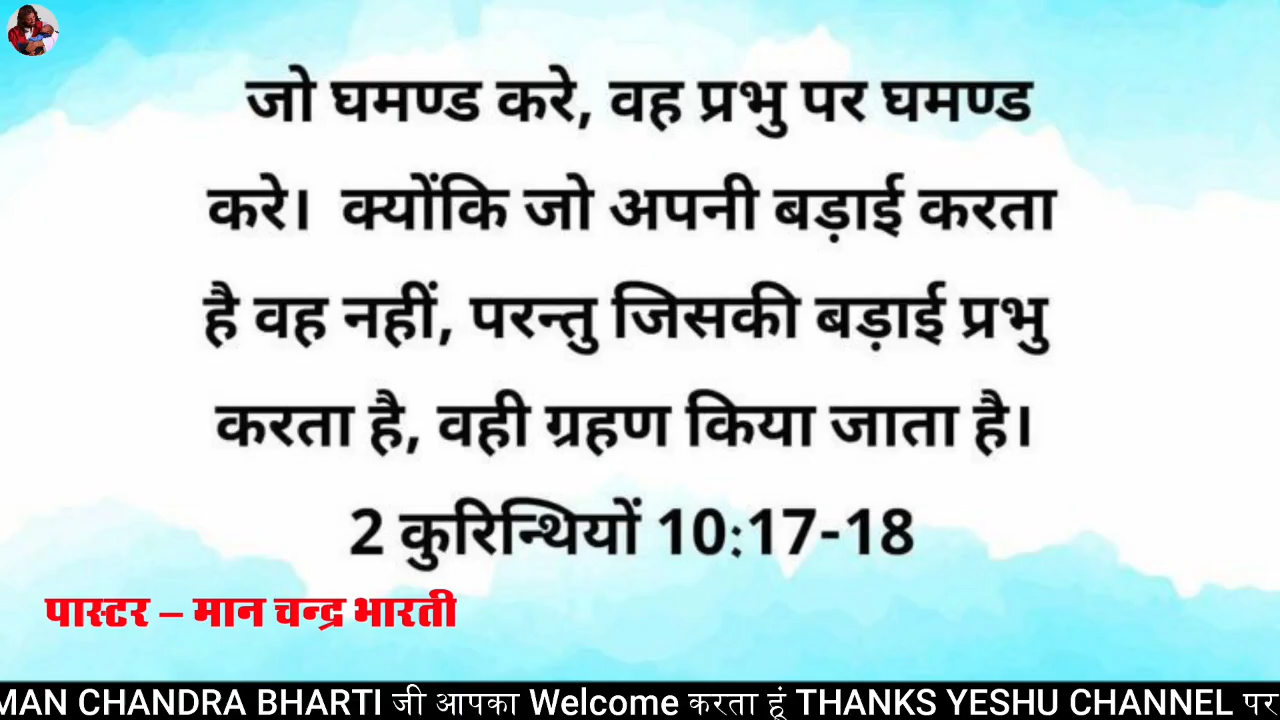 जो घमण्ड करे, वह प्रभु पर घमण्ड
करे। क्योंकि जो अपनी बड़ाई करता
है वह नहीं, परन्तु जिसकी बड़ाई प्रभु
करता है, वही ग्रहण किया जाता है।
2 कुरिन्थियों 10:17-18
पास्टर – मान चन्द्र भारती
MAN CHANDRA BHARTI जी आपका Welcome करता हूं THANKS YESHU CHANNEL पर